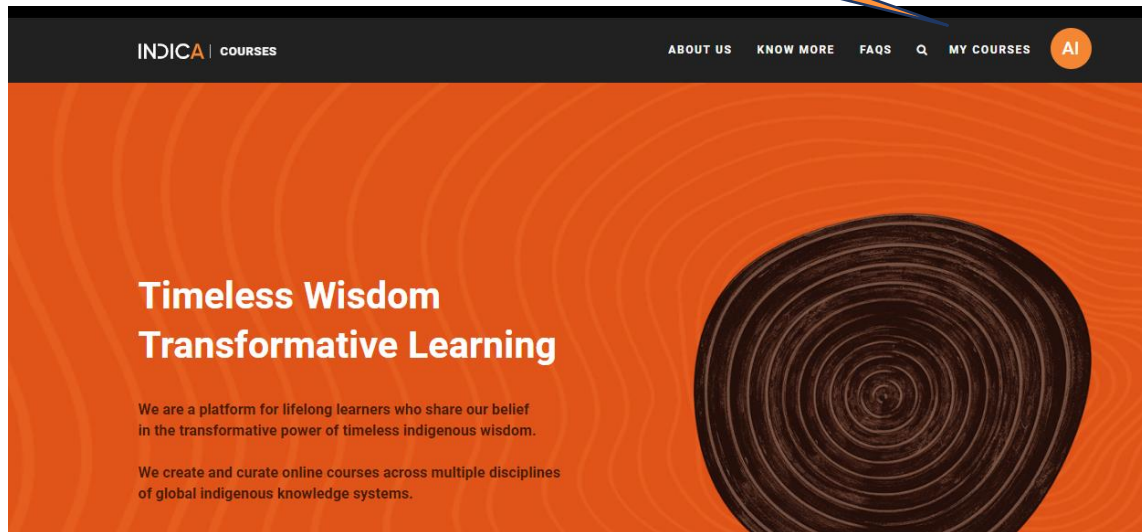 INDICA | COURSES
ABOUT US KNOW MORE FAQS MY COURSES AI
Timeless Wisdom
Transformative Learning
We are a platform for lifelong learners who share our belief
in the transformative power of timeless indigenous wisdom.
We create and curate online courses across multiple disciplines
of global indigenous knowledge systems.